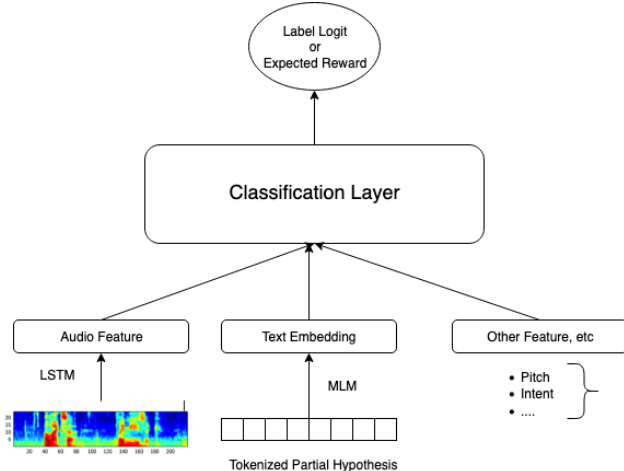 Label Logit
or
Expected Reward
Classification Layer
Audio Feature
Text Embedding
Other Feature, etc
LSTM
MLM
Pitch
Intent
....
20
15
10
5
20 40 60 80 100 120 140 160 180 200
Tokenized Partial Hypothesis